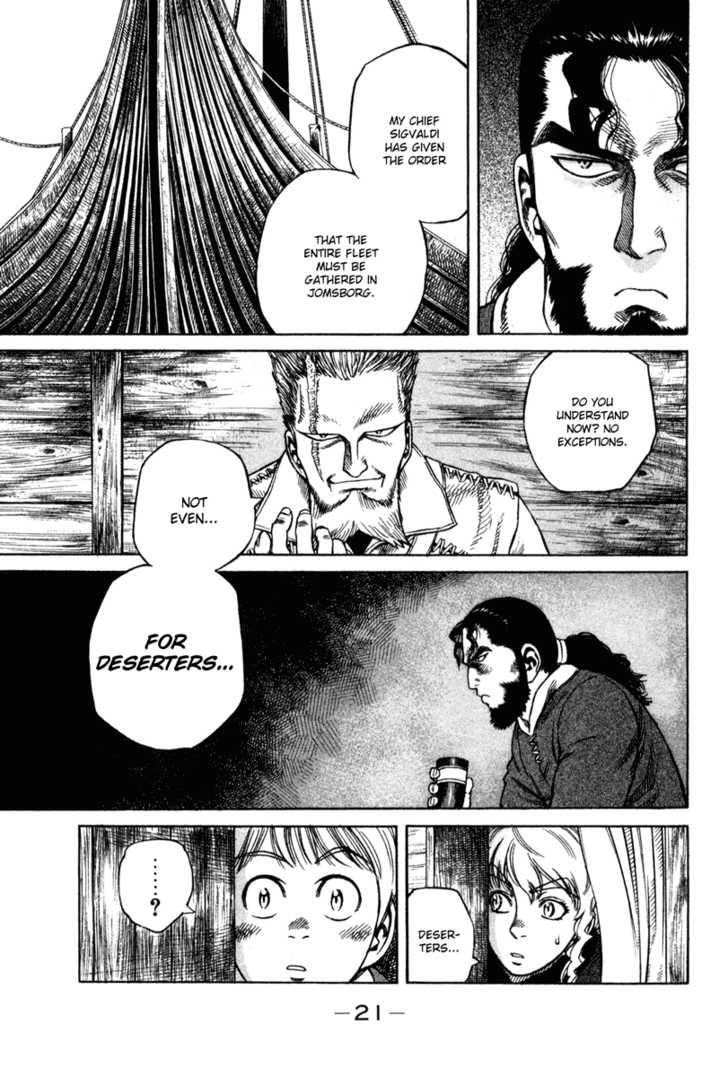 MY CHIEF
SIGVALDI
HAS GIVEN
THE ORDER
THAT THE
ENTIRE FLEET
MUST BE
GATHERED IN
JOMSBORG.
DO YOU
UNDERSTAND
NOW? NO
EXCEPTIONS.
NOT
EVEN...
FOR
DESERTERS...
DESER-
TERS...
......
?
—21—